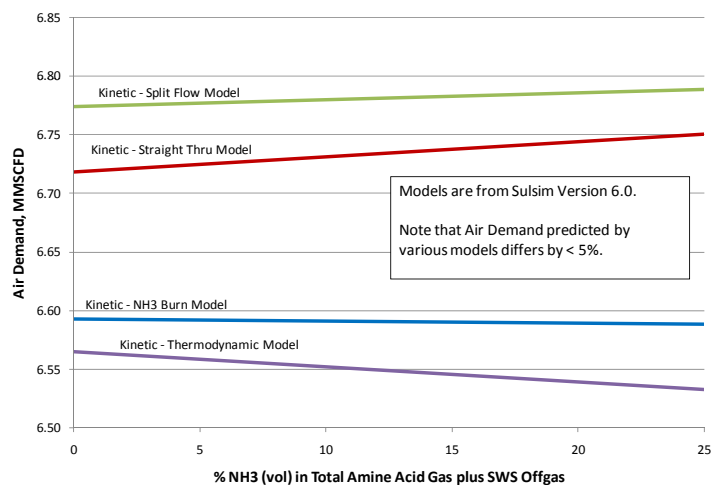 6.85
Kinetic - Split Flow Model
6.80
Kinetic - Straight Thru Model
6.75
Models are from Sulsim Version 6.0.
6.70
Note that Air Demand predicted by
various models differs by < 5%.
Air Demand, MMSCFD
6.65
Kinetic - NH3 Burn Model
6.60
Kinetic - Thermodynamic Model
6.55
6.50
0 5 10 15 20 25
% NH3 (vol) in Total Amine Acid Gas plus SWS Offgas